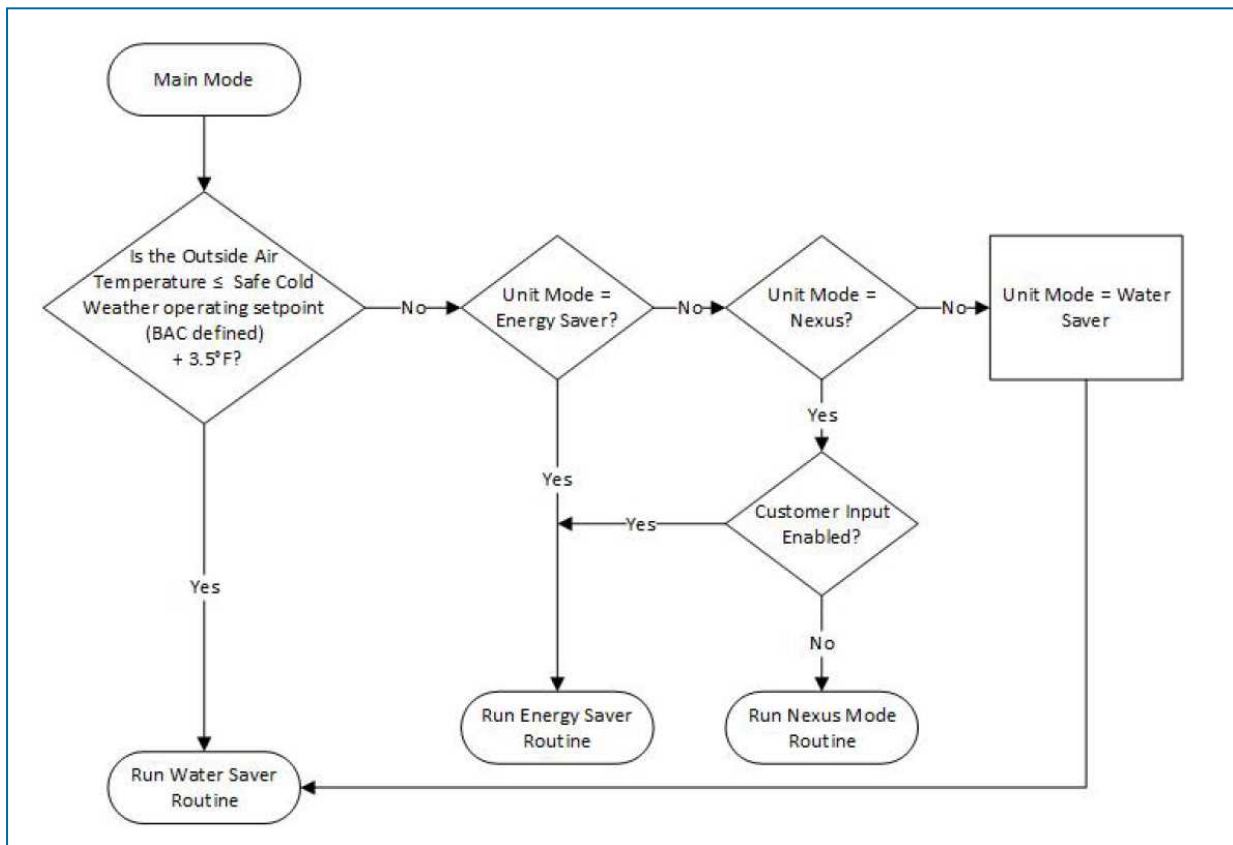 Main Mode
Is the Outside Air
Temperature ≤ Safe Cold
Weather operating setpoint
(BAC defined)
+ 3.5°F?
No
Unit Mode =
Energy Saver?
No
Unit Mode =
Nexus?
No
Unit Mode = Water
Saver
Yes
Yes
Customer Input
Enabled?
Yes
Yes
No
Run Energy Saver
Routine
Run Nexus Mode
Routine
Run Water Saver
Routine